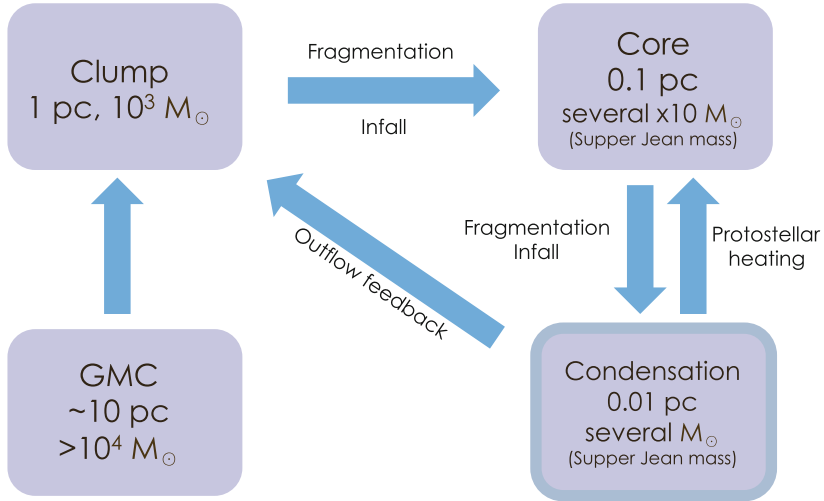 Clump
1 pc, 10³ M☉
Fragmentation
Infall
Core
0.1 pc
several x10 M☉
(Supper Jean mass)
Outflow feedback
Fragmentation
Infall
Protostellar
heating
GMC
~10 pc
>10⁴ M☉
Condensation
0.01 pc
several M☉
(Supper Jean mass)